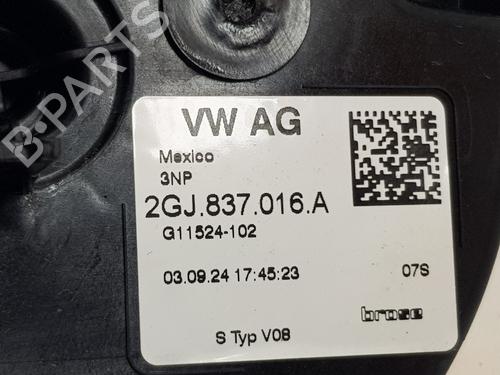 VW AG
Mexico
3NP
2GJ.837.016.A
G11524-102
03.09.24 17:45:23 07S
brose
S Typ V08
B-PARTS